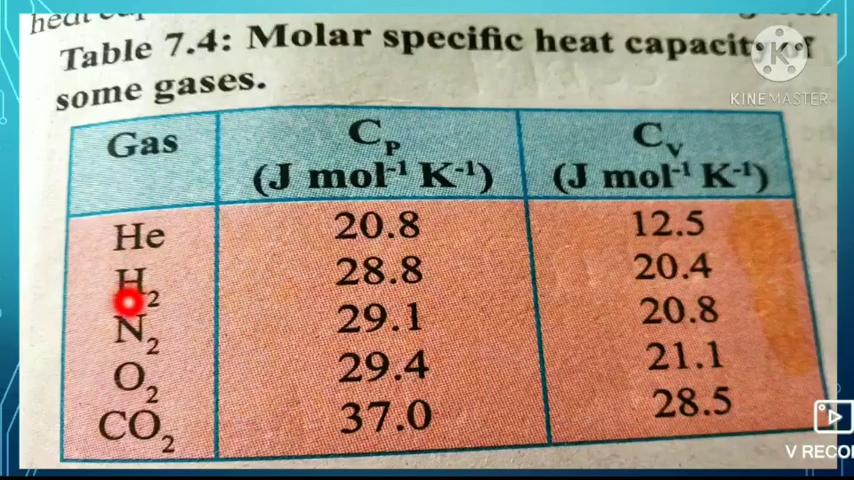 Table 7.4: Molar specific heat capacity of
some gases.
KINEMASTER
Gas Cₚ Cᵥ
(J mol⁻¹ K⁻¹) (J mol⁻¹ K⁻¹)
He 20.8 12.5
H₂ 28.8 20.4
N₂ 29.1 20.8
O₂ 29.4 21.1
CO₂ 37.0 28.5
V RECO